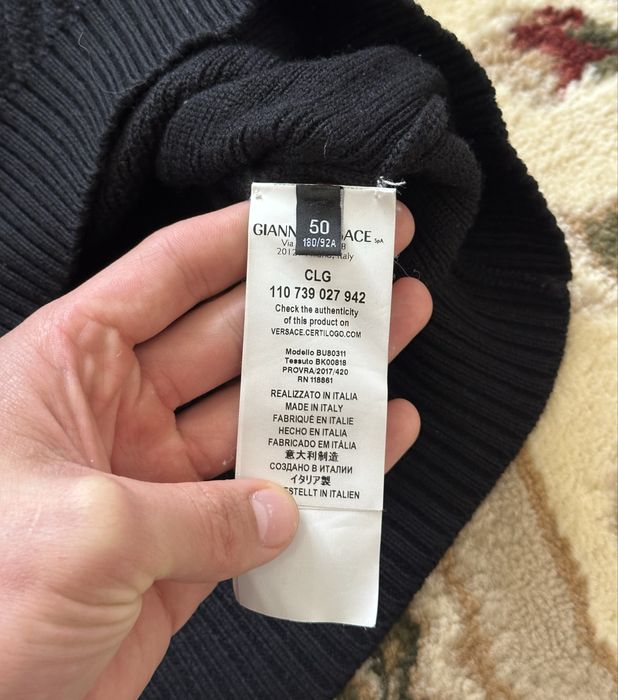 50
180/92A
GIANN ACE SpA
Via 8
2012 Milano, Italy
CLG
110 739 027 942
Check the authenticity
of this product on
VERSACE.CERTILOGO.COM
Modello BU80311
Tessuto BK00818
PROVRA/2017/420
RN 118861
REALIZZATO IN ITALIA
MADE IN ITALY
FABRIQUÉ EN ITALIE
HECHO EN ITALIA
FABRICADO EM ITÁLIA
意大利制造
СОЗДАНО В ИТАЛИИ
イタリア製
ESTELLT IN ITALIEN